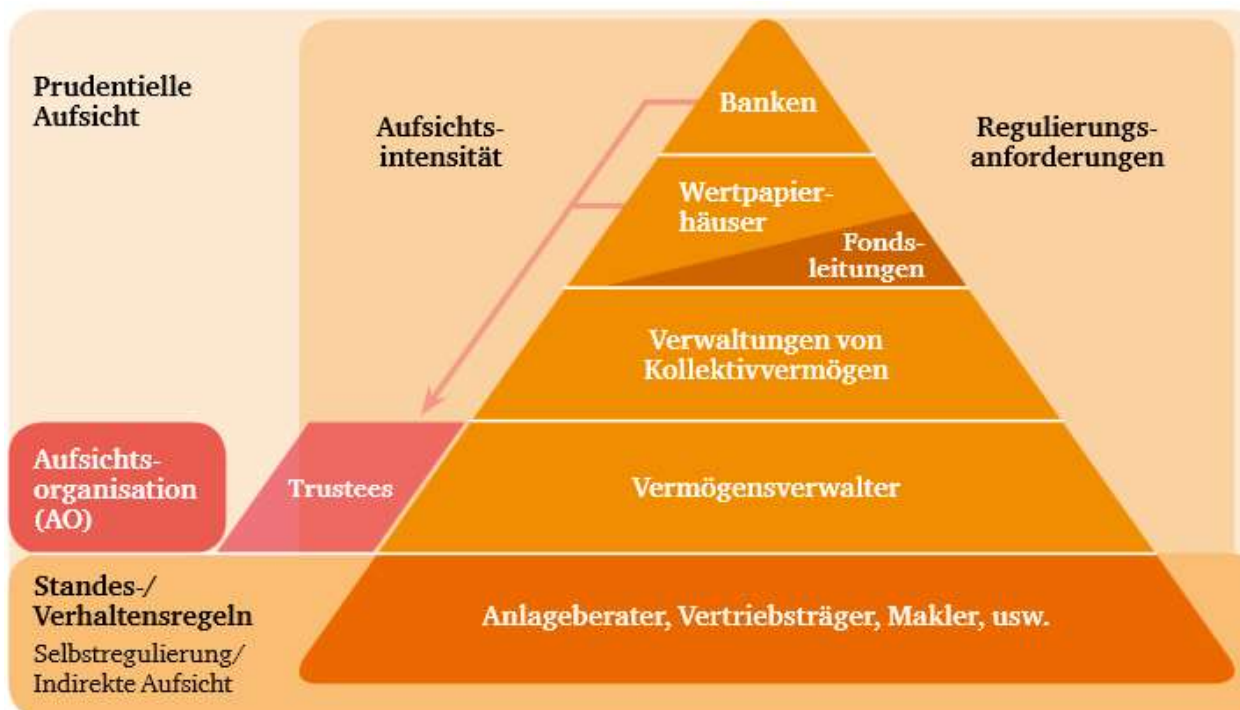 Prudentielle
Aufsicht
Aufsichts-
intensität
Banken
Regulierungs-
anforderungen
Wertpapier-
häuser
Fonds-
leitungen
Verwaltungen von
Kollektivvermögen
Aufsichts-
organisation
(AO)
Trustees
Vermögensverwalter
Standes-/
Verhaltensregeln
Selbstregulierung/
Indirekte Aufsicht
Anlageberater, Vertriebsträger, Makler, usw.